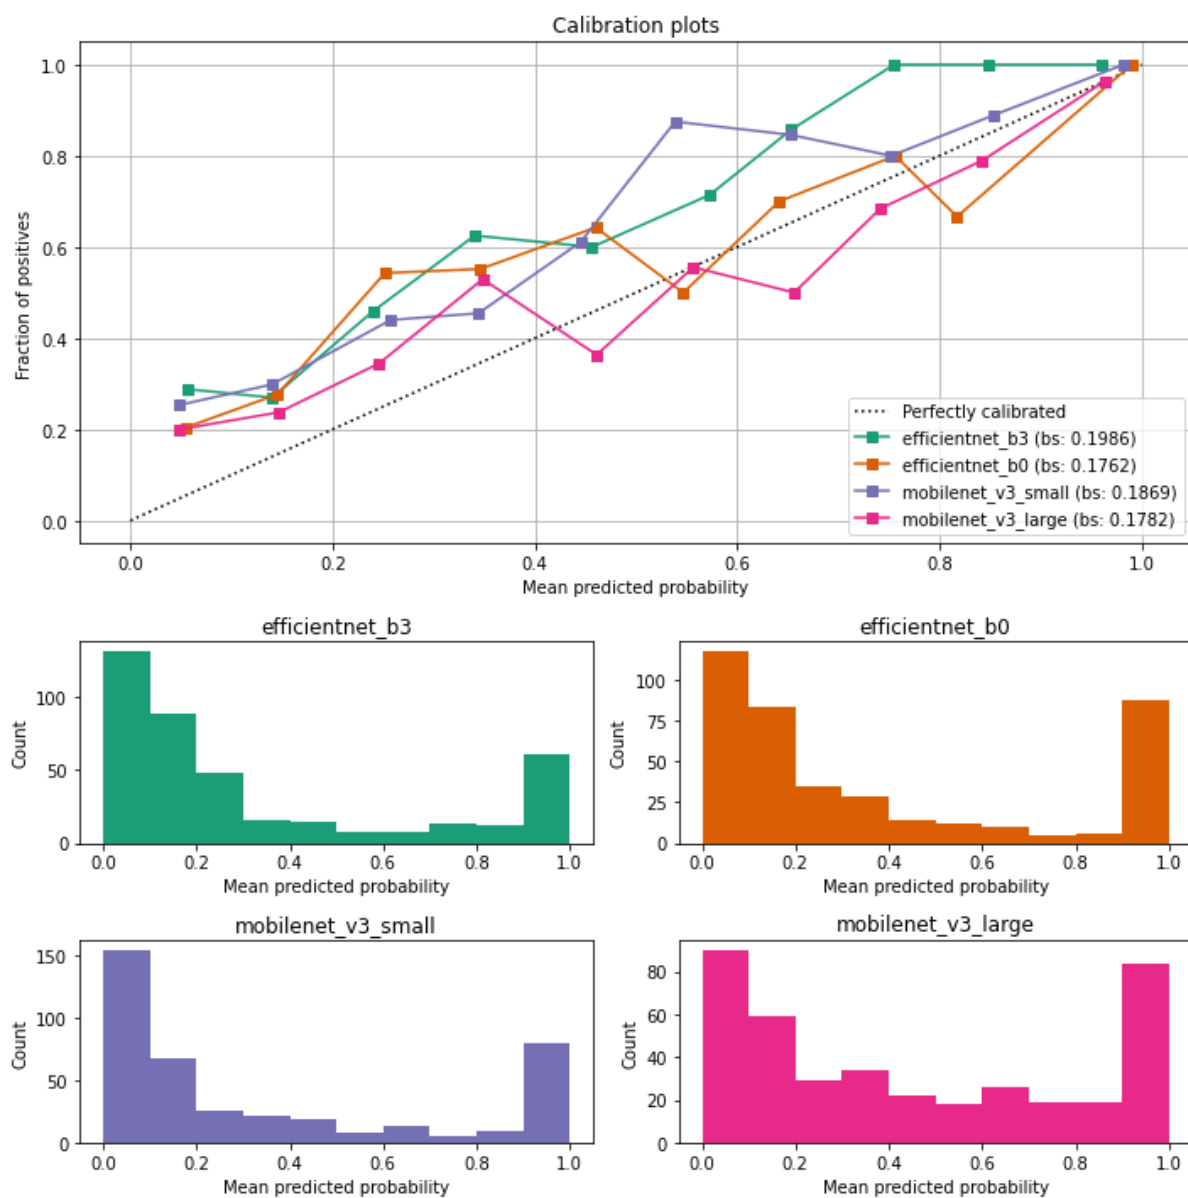 Calibration plots
1.0
0.8
0.6
0.4
0.2
0.0
Fraction of positives
Perfectly calibrated
efficientnet_b3 (bs: 0.1986)
efficientnet_b0 (bs: 0.1762)
mobilenet_v3_small (bs: 0.1869)
mobilenet_v3_large (bs: 0.1782)
0.0 0.2 0.4 0.6 0.8 1.0
Mean predicted probability
efficientnet_b3
100
50
0
Count
0.0 0.2 0.4 0.6 0.8 1.0
Mean predicted probability
efficientnet_b0
100
75
50
25
0
Count
0.0 0.2 0.4 0.6 0.8 1.0
Mean predicted probability
mobilenet_v3_small
150
100
50
0
Count
0.0 0.2 0.4 0.6 0.8 1.0
Mean predicted probability
mobilenet_v3_large
80
60
40
20
0
Count
0.0 0.2 0.4 0.6 0.8 1.0
Mean predicted probability